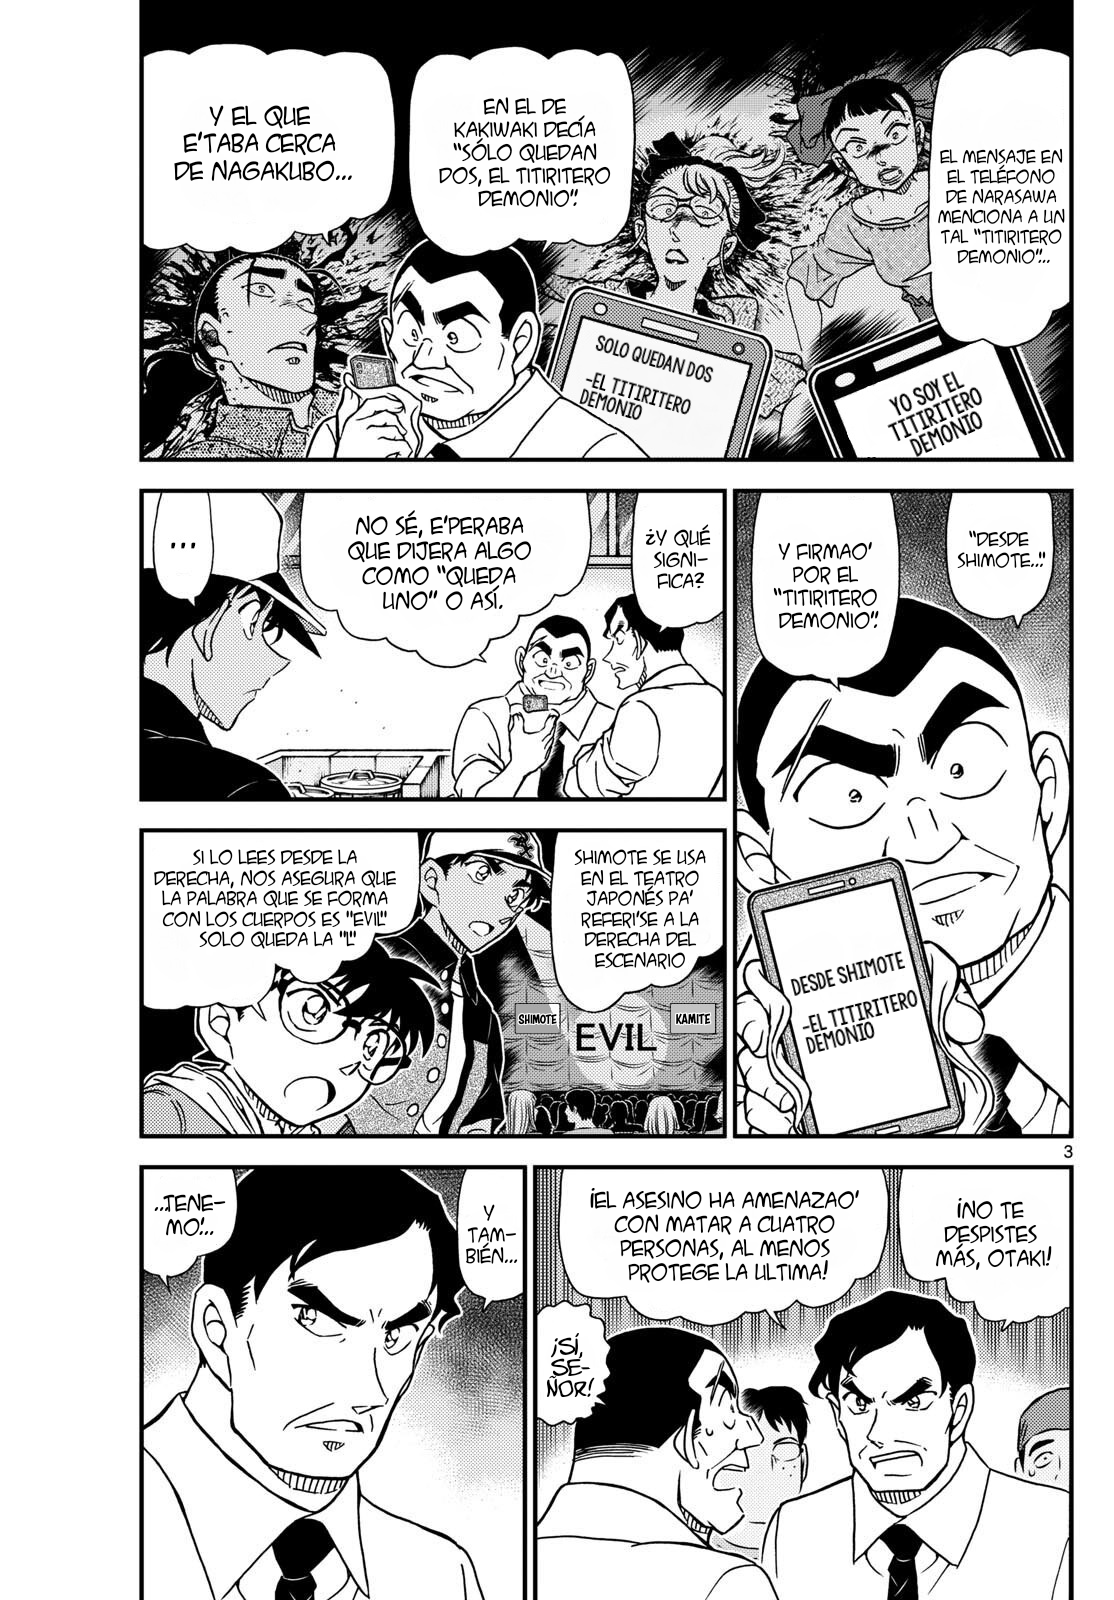 EL MENSAJE EN
EL TELÉFONO
DE NARASAWA
MENCIONA A UN
TAL "TITIRITERO
DEMONIO"...
EN EL DE
KAKIWAKI DECÍA
"SÓLO QUEDAN
DOS, EL TITIRITERO
DEMONIO".
Y EL QUE
E'TABA CERCA
DE NAGAKUBO...
YO SOY EL
TITIRITERO
DEMONIO
SOLO QUEDAN DOS
-EL TITIRITERO
DEMONIO
"DESDE
SHIMOTE..."
Y FIRMAO'
POR EL
"TITIRITERO
DEMONIO".
DESDE SHIMOTE
-EL TITIRITERO
DEMONIO
¿Y QUÉ
SIGNI-
FICA?
NO SÉ, E'PERABA
QUE DIJERA ALGO
COMO "QUEDA
UNO" O ASÍ.
...
SHIMOTE SE USA
EN EL TEATRO
JAPONÉS PA'
REFERI'SE A LA
DERECHA DEL
ESCENARIO
SHIMOTE
EVIL
KAMITE
SI LO LEES DESDE LA
DERECHA, NOS ASEGURA QUE
LA PALABRA QUE SE FORMA
CON LOS CUERPOS ES "EVIL"
SOLO QUEDA LA "L"
3
¡NO TE
DESPISTES
MÁS, OTAKI!
¡EL ASESINO HA AMENAZAO'
CON MATAR A CUATRO
PERSONAS, AL MENOS
PROTEGE LA ULTIMA!
¡SÍ,
SE-
ÑOR!
Y
TAM-
BIÉN...
...TENE-
MO'...